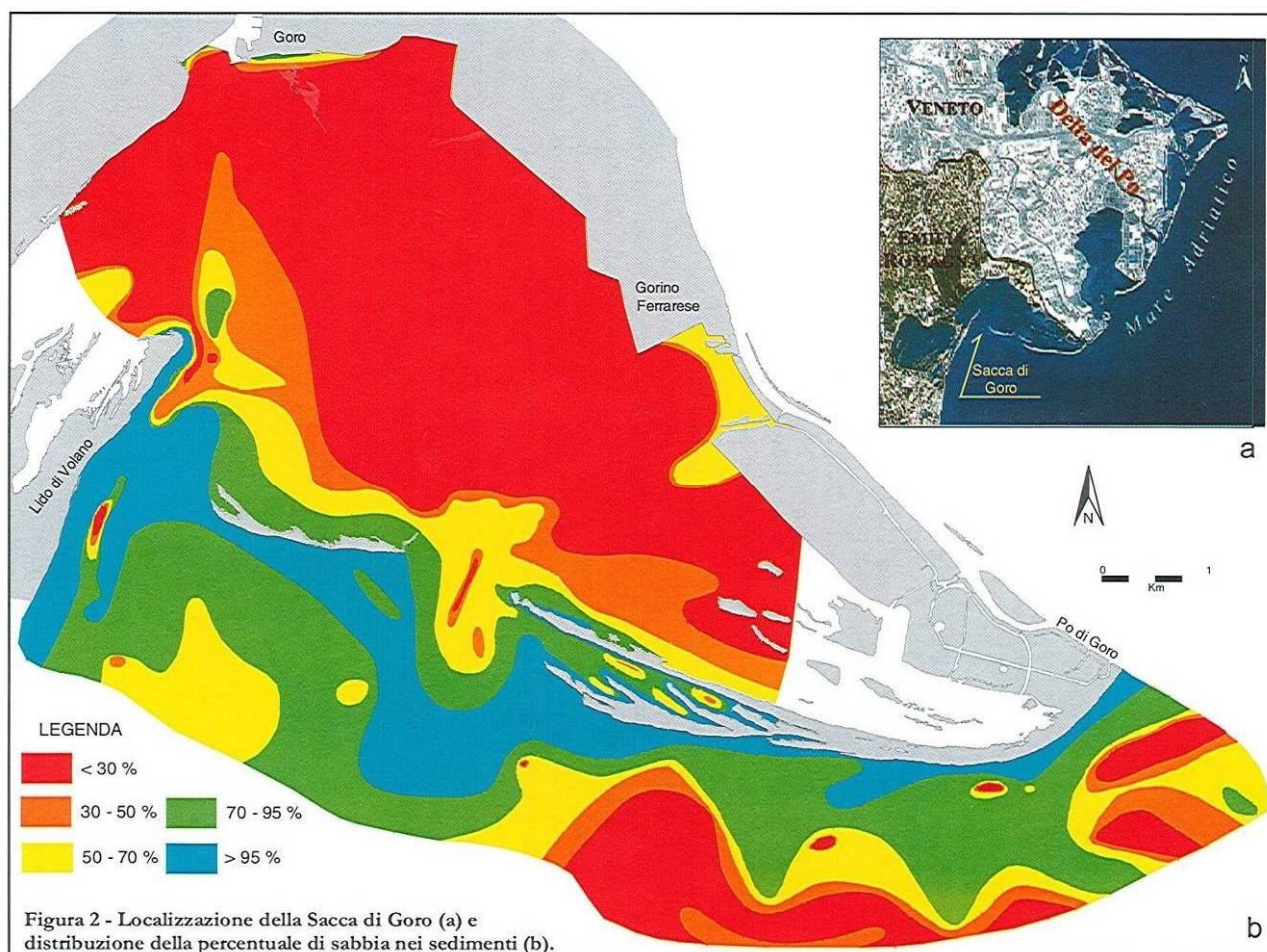 Goro
VENETO
Delta del Po
Mare Adriatico
Sacca di
Goro
a
Gorino
Ferrarese
Lido di Volano
N
0 1
Km
Po di Goro
LEGENDA
< 30 %
30 - 50 % 70 - 95 %
50 - 70 % > 95 %
Figura 2 - Localizzazione della Sacca di Goro (a) e
distribuzione della percentuale di sabbia nei sedimenti (b).
b